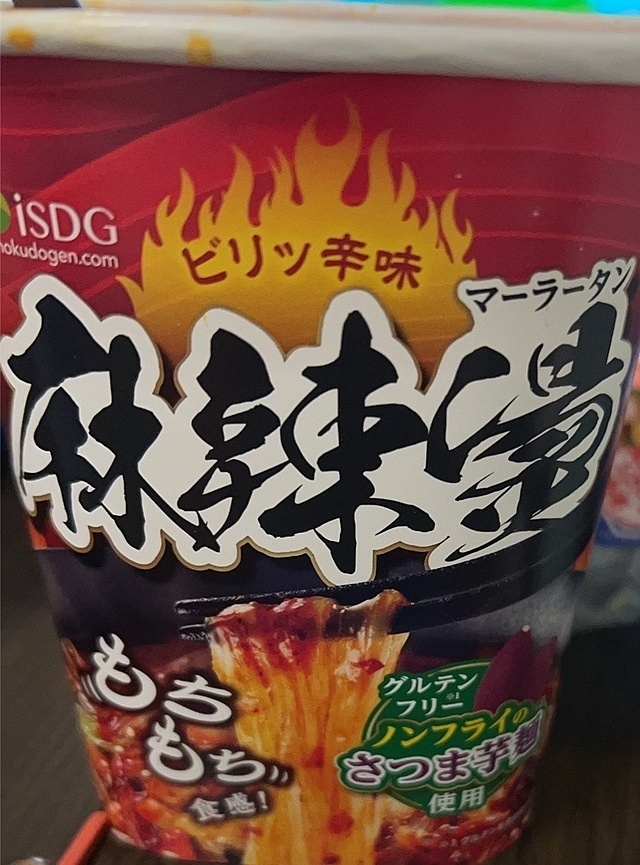 iSDG
hokudogen.com
ビリッ辛味
マーラータン
麻辣湯
もち
もち
食感!
グルテン
フリー※1
ノンフライの
さつま芋麺
使用